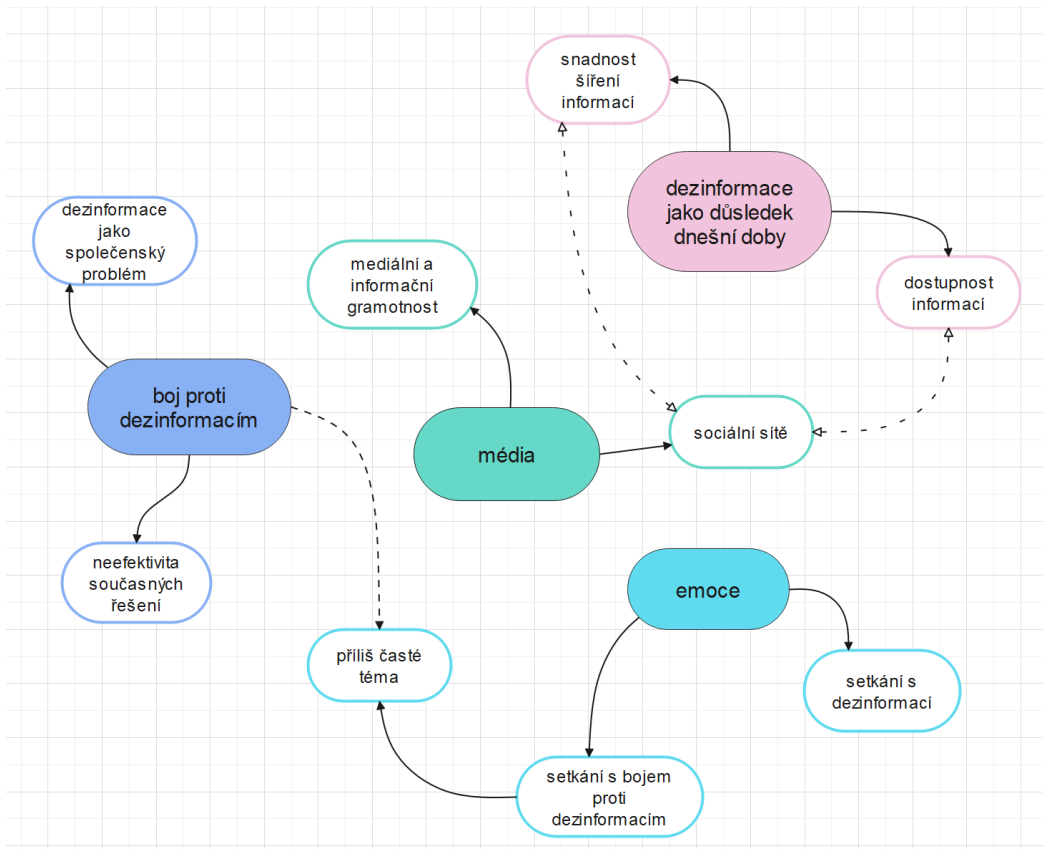 snadnost
šíření
informací
dezinformace
jako důsledek
dnešní doby
dezinformace
jako
společenský
problém
mediální a
informační
gramotnost
dostupnost
informací
boj proti
dezinformacím
média
sociální sítě
neefektivita
současných
řešení
emoce
příliš časté
téma
setkání s
dezinformací
setkání s bojem
proti
dezinformacím